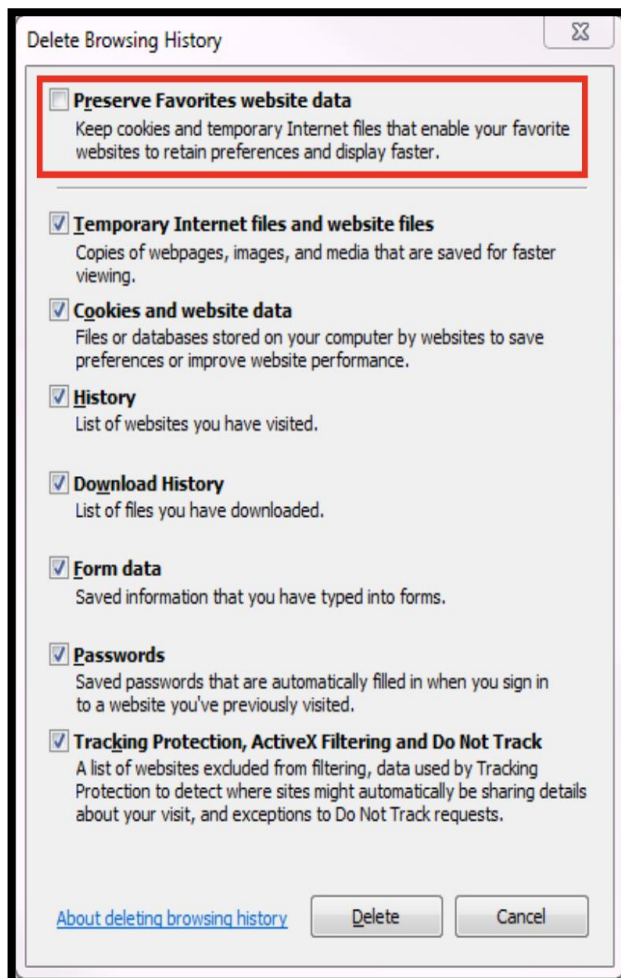 Delete Browsing History
Preserve Favorites website data
Keep cookies and temporary Internet files that enable your favorite
websites to retain preferences and display faster.
Temporary Internet files and website files
Copies of webpages, images, and media that are saved for faster
viewing.
Cookies and website data
Files or databases stored on your computer by websites to save
preferences or improve website performance.
History
List of websites you have visited.
Download History
List of files you have downloaded.
Form data
Saved information that you have typed into forms.
Passwords
Saved passwords that are automatically filled in when you sign in
to a website you've previously visited.
Tracking Protection, ActiveX Filtering and Do Not Track
A list of websites excluded from filtering, data used by Tracking
Protection to detect where sites might automatically be sharing details
about your visit, and exceptions to Do Not Track requests.
About deleting browsing history
Delete
Cancel